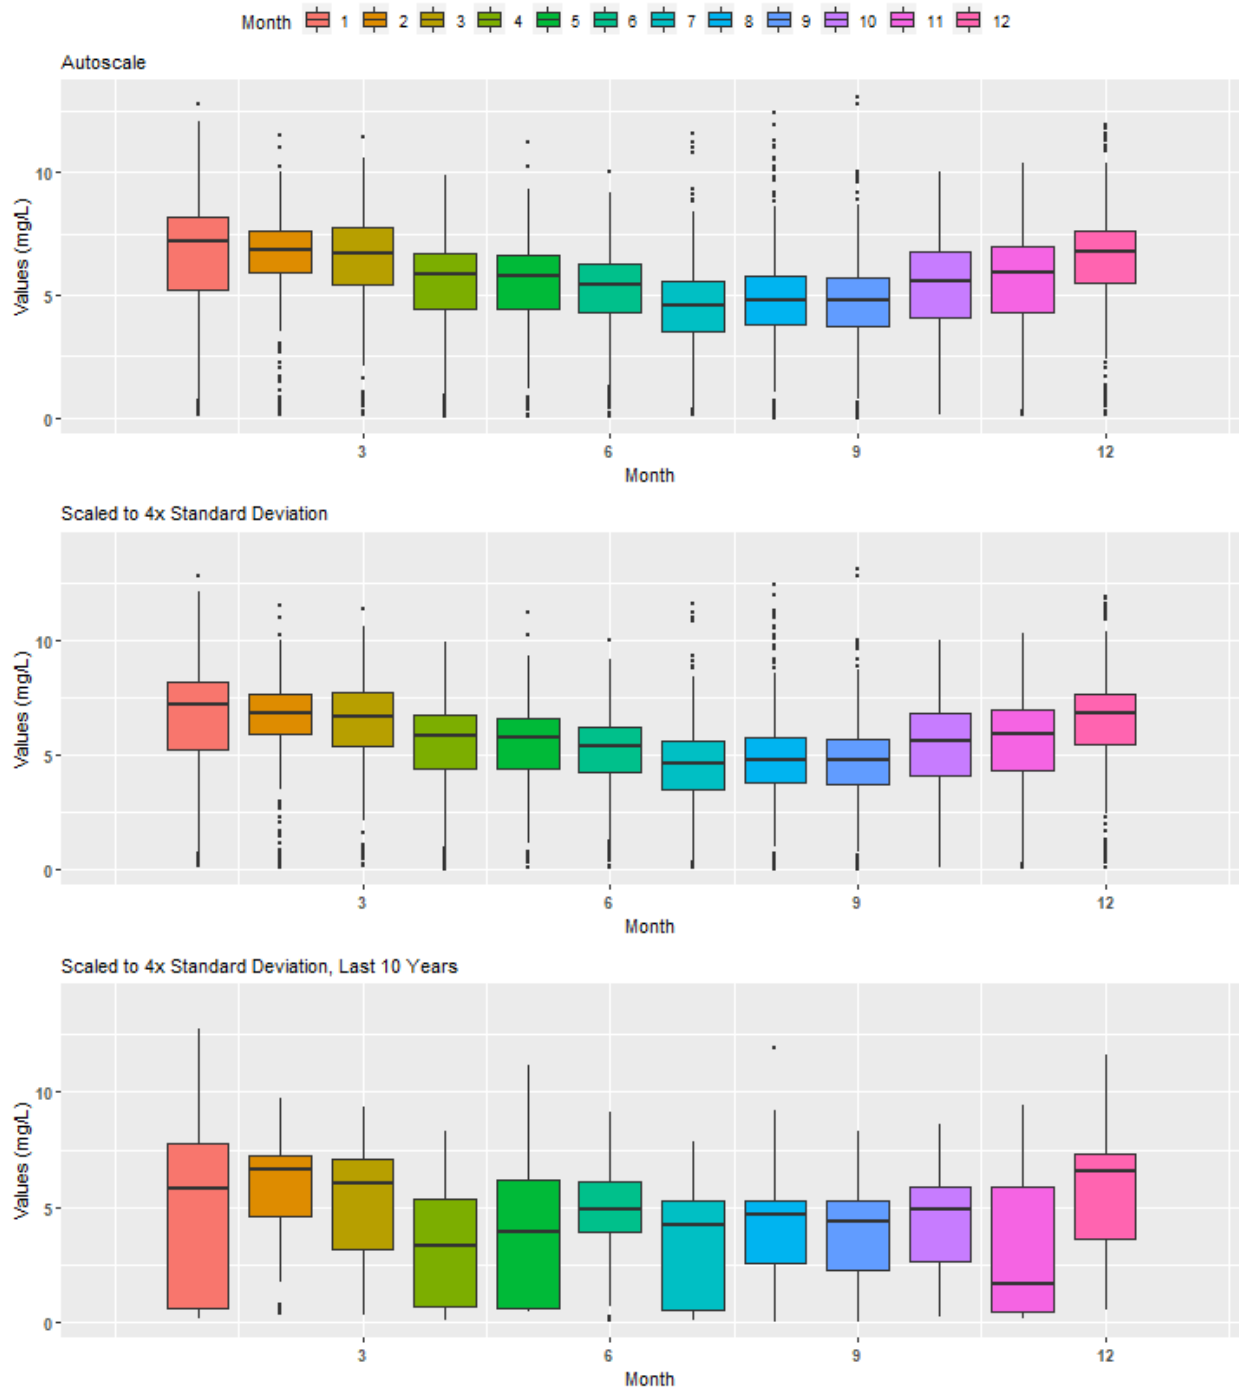 Month 1 2 3 4 5 6 7 8 9 10 11 12
Autoscale
Values (mg/L)
10
5
0
3 6 9 12
Month
Scaled to 4x Standard Deviation
Values (mg/L)
10
5
0
3 6 9 12
Month
Scaled to 4x Standard Deviation, Last 10 Years
Values (mg/L)
10
5
0
3 6 9 12
Month